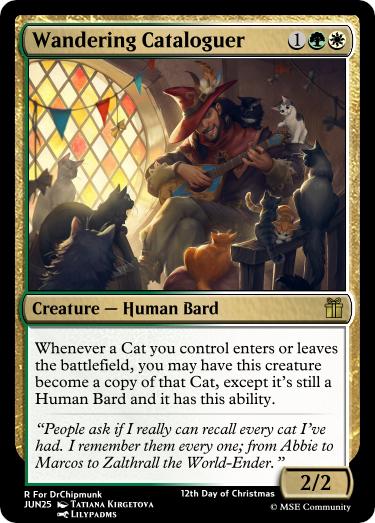 Wandering Cataloguer 1
Creature — Human Bard
Whenever a Cat you control enters or leaves
the battlefield, you may have this creature
become a copy of that Cat, except it's still a
Human Bard and it has this ability.
“People ask if I really can recall every cat I've
had. I remember them every one; from Abbie to
Marcos to Zalthrall the World-Ender.”
2/2
R For DrChipmunk 12th Day of Christmas
JUN25 Tatiana Kirgetova © MSE Community
Lilypadms